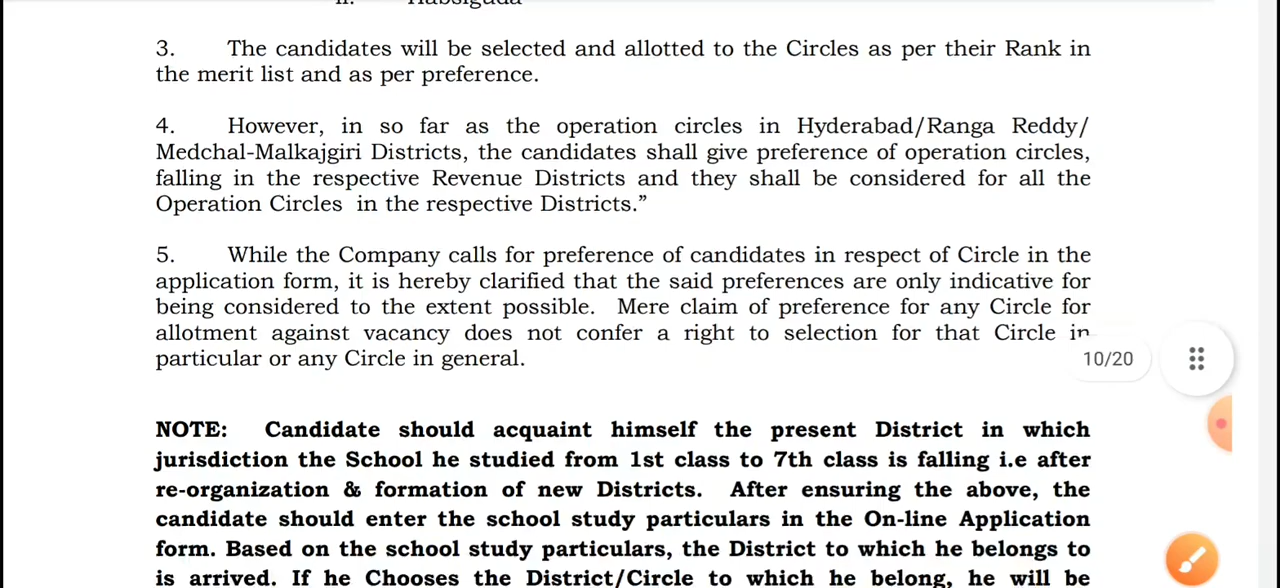 ii. Habsiguda
3. The candidates will be selected and allotted to the Circles as per their Rank in
the merit list and as per preference.
4. However, in so far as the operation circles in Hyderabad/Ranga Reddy/
Medchal-Malkajgiri Districts, the candidates shall give preference of operation circles,
falling in the respective Revenue Districts and they shall be considered for all the
Operation Circles in the respective Districts.”
5. While the Company calls for preference of candidates in respect of Circle in the
application form, it is hereby clarified that the said preferences are only indicative for
being considered to the extent possible. Mere claim of preference for any Circle for
allotment against vacancy does not confer a right to selection for that Circle in
particular or any Circle in general.
10/20
NOTE: Candidate should acquaint himself the present District in which
jurisdiction the School he studied from 1st class to 7th class is falling i.e after
re-organization & formation of new Districts. After ensuring the above, the
candidate should enter the school study particulars in the On-line Application
form. Based on the school study particulars, the District to which he belongs to
is arrived. If he Chooses the District/Circle to which he belong, he will be